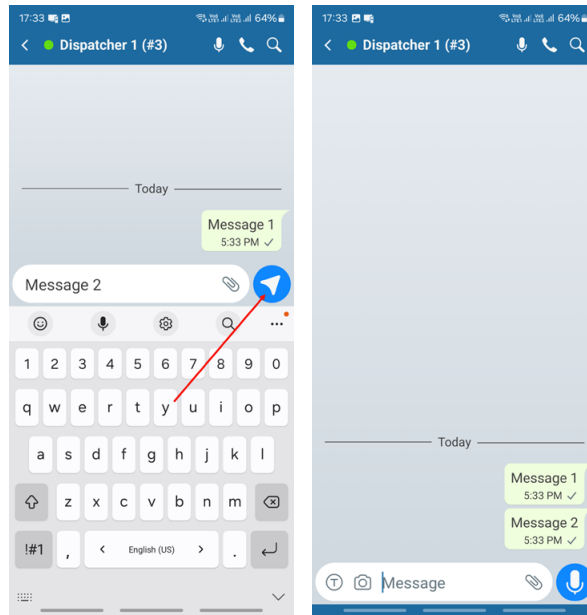 17:33
64%
Dispatcher 1 (#3)
Today
Message 1
5:33 PM
Message 2
1 2 3 4 5 6 7 8 9 0
q w e r t y u i o p
a s d f g h j k l
z x c v b n m
!#1 , < English (US) > .
17:33
64%
Dispatcher 1 (#3)
Today
Message 1
5:33 PM
Message 2
5:33 PM
T Message